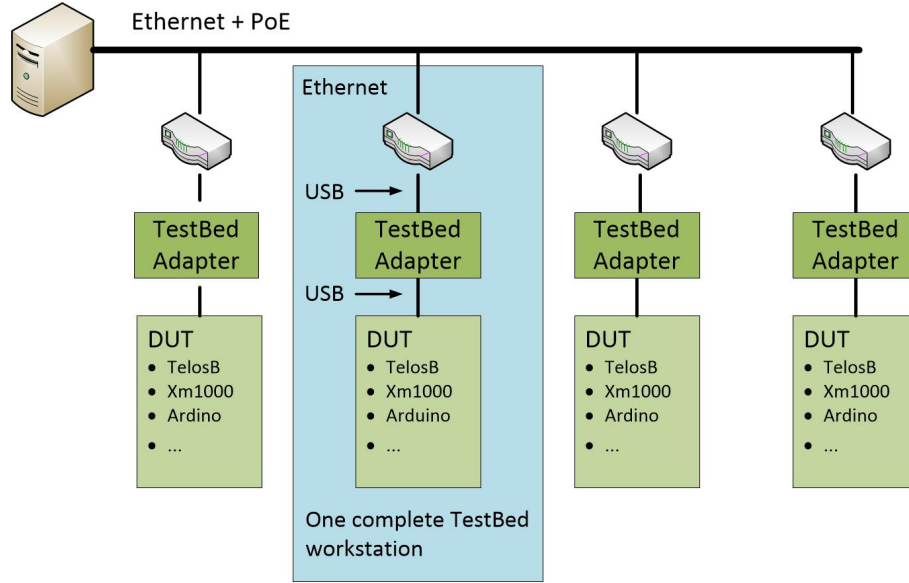 Ethernet + PoE
Ethernet
USB
TestBed
Adapter
TestBed
Adapter
TestBed
Adapter
TestBed
Adapter
USB
DUT
• TelosB
• Xm1000
• Ardino
• ...
DUT
• TelosB
• Xm1000
• Arduino
• ...
DUT
• TelosB
• Xm1000
• Ardino
• ...
DUT
• TelosB
• Xm1000
• Ardino
• ...
One complete TestBed
workstation